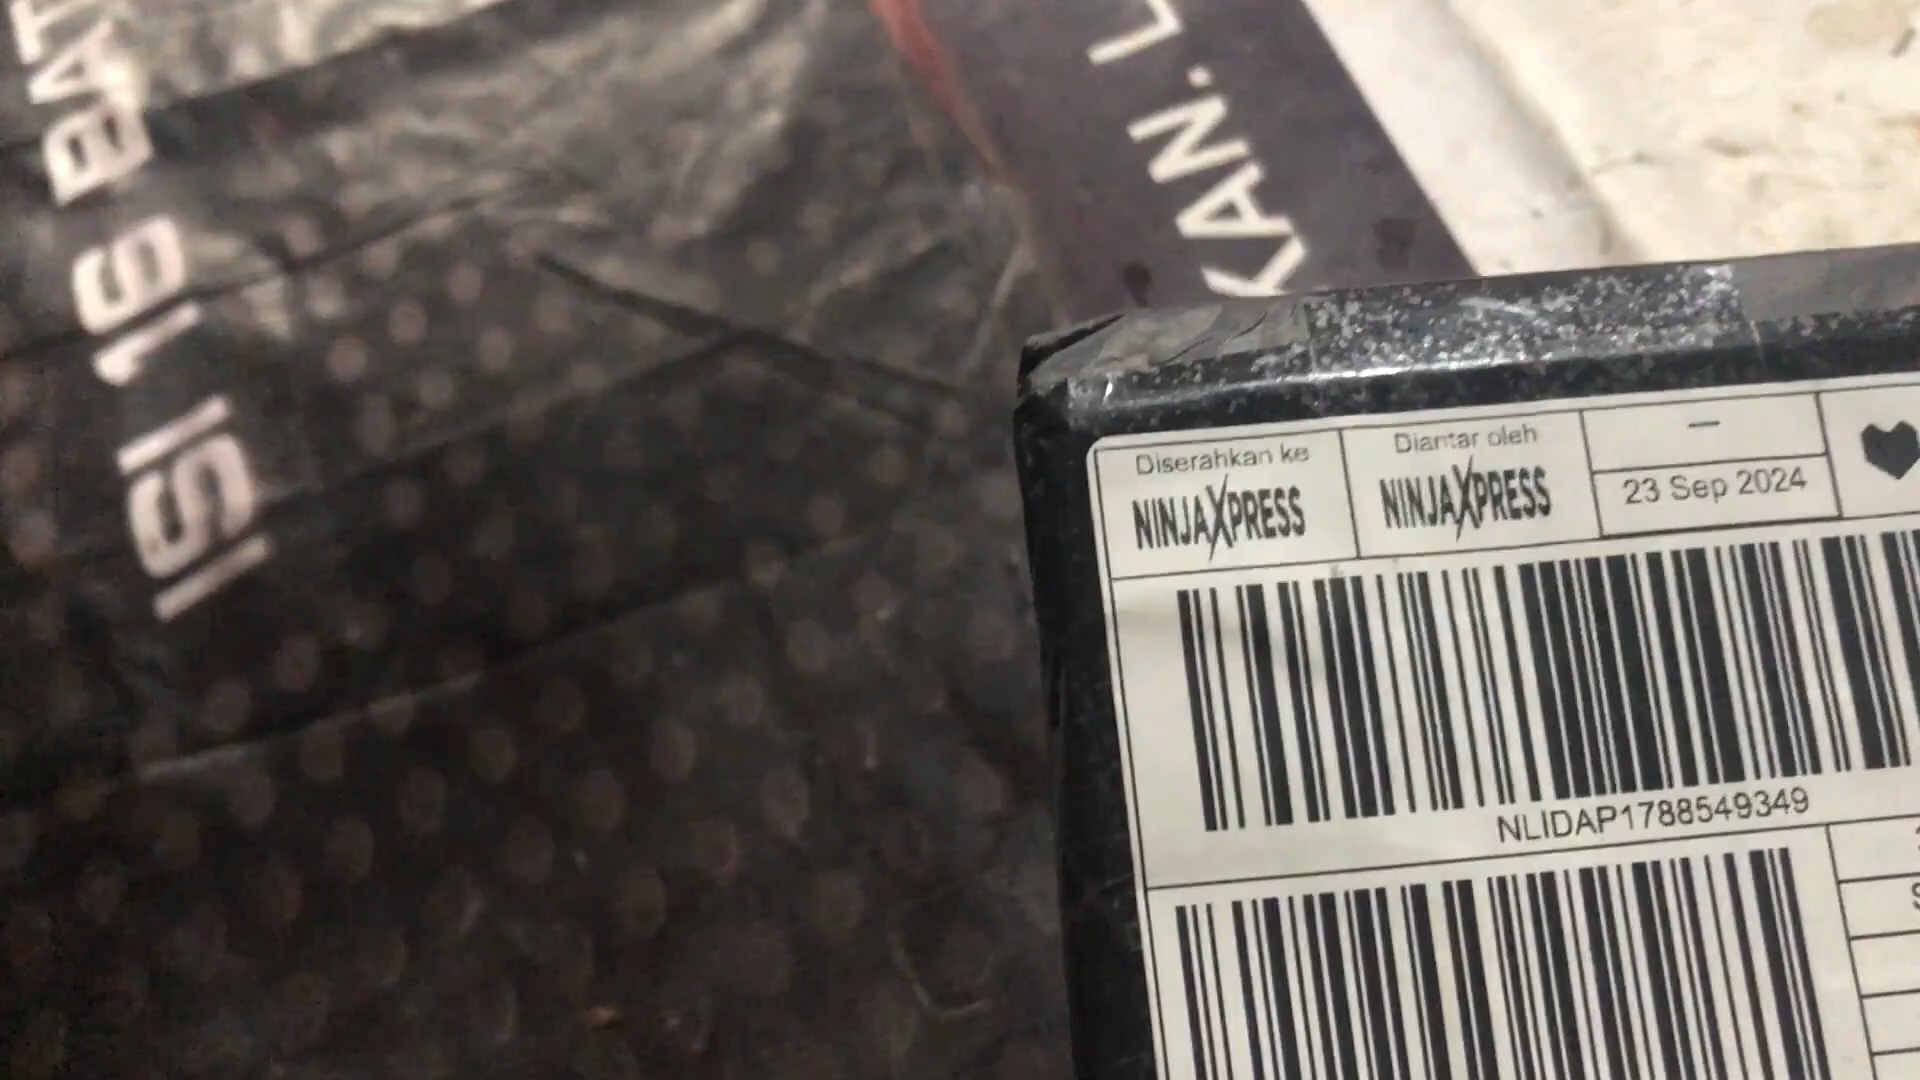 ISI 16 BAT
KAN. L
Diserahkan ke
NINJAXPRESS
Diantar oleh
NINJAXPRESS
—
23 Sep 2024
NLIDAP1788549349